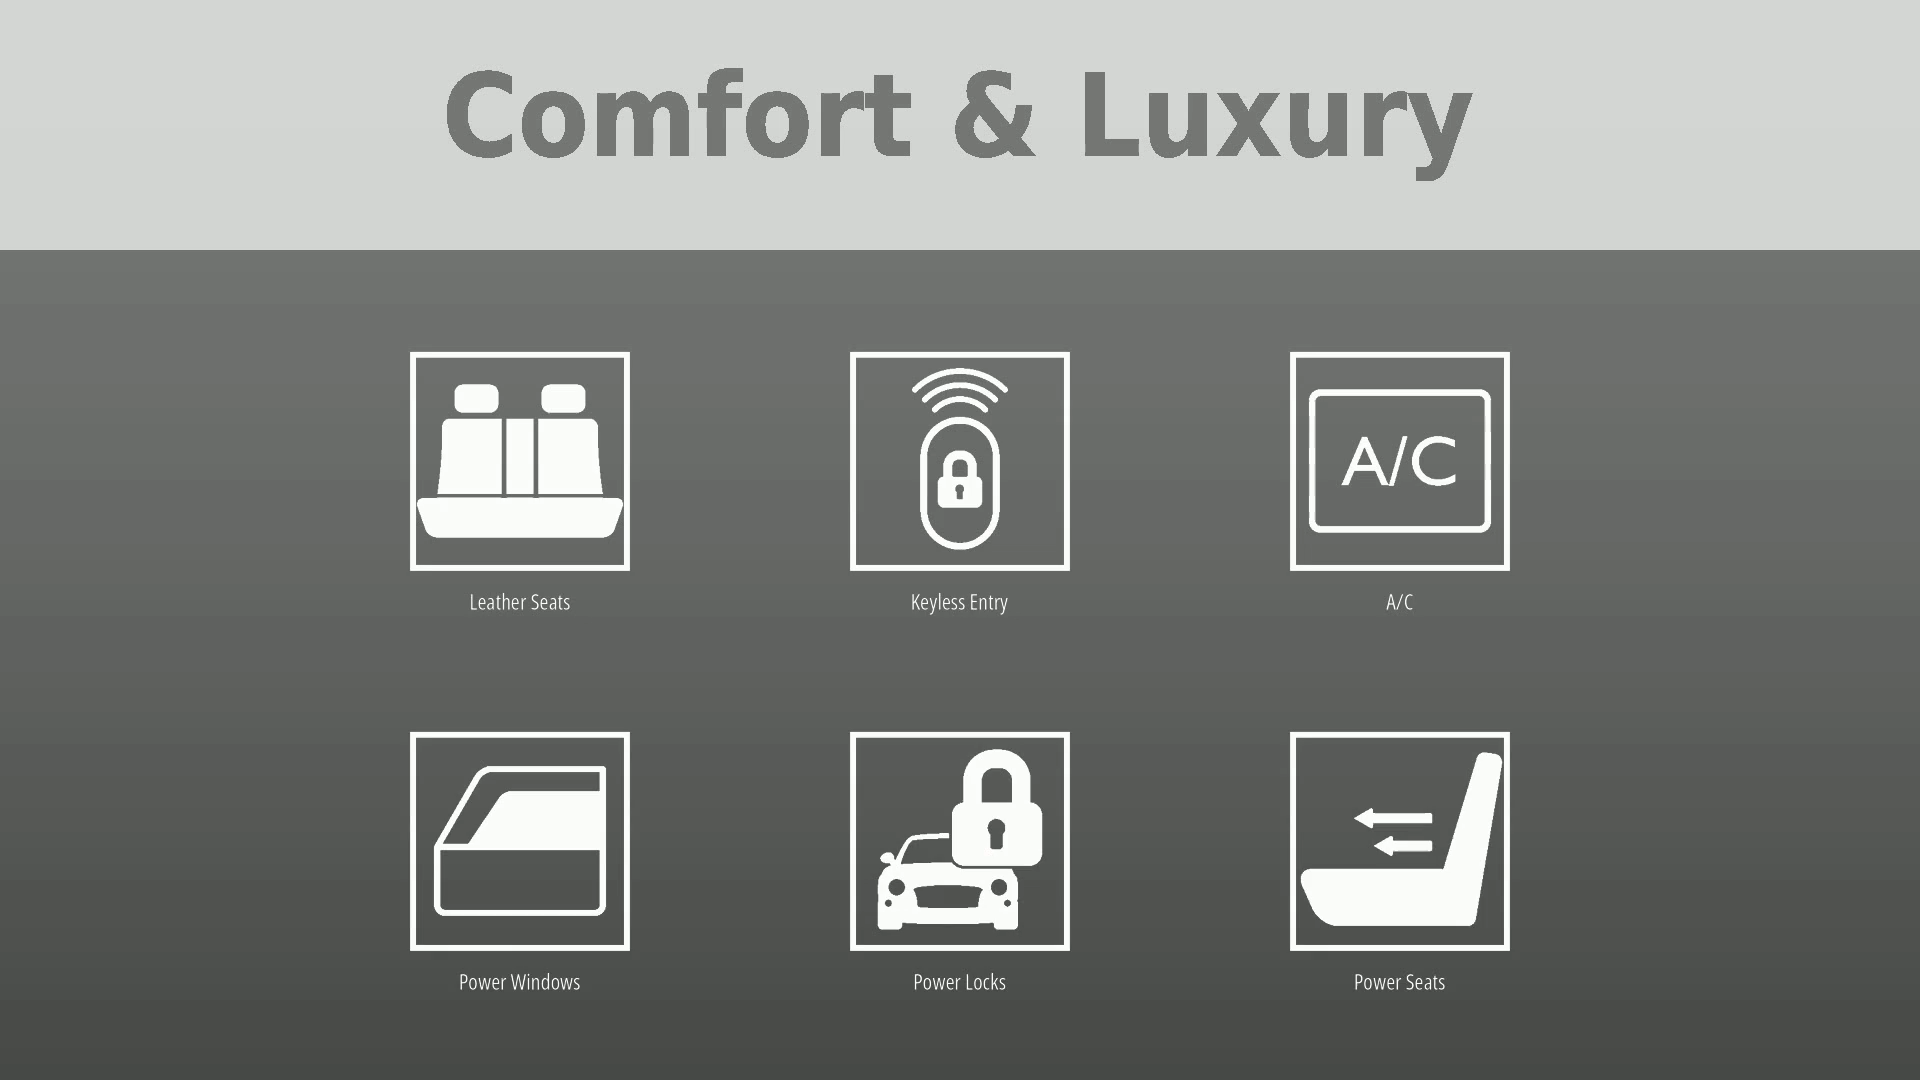 Comfort & Luxury
A/C
Leather Seats
Keyless Entry
A/C
Power Windows
Power Locks
Power Seats